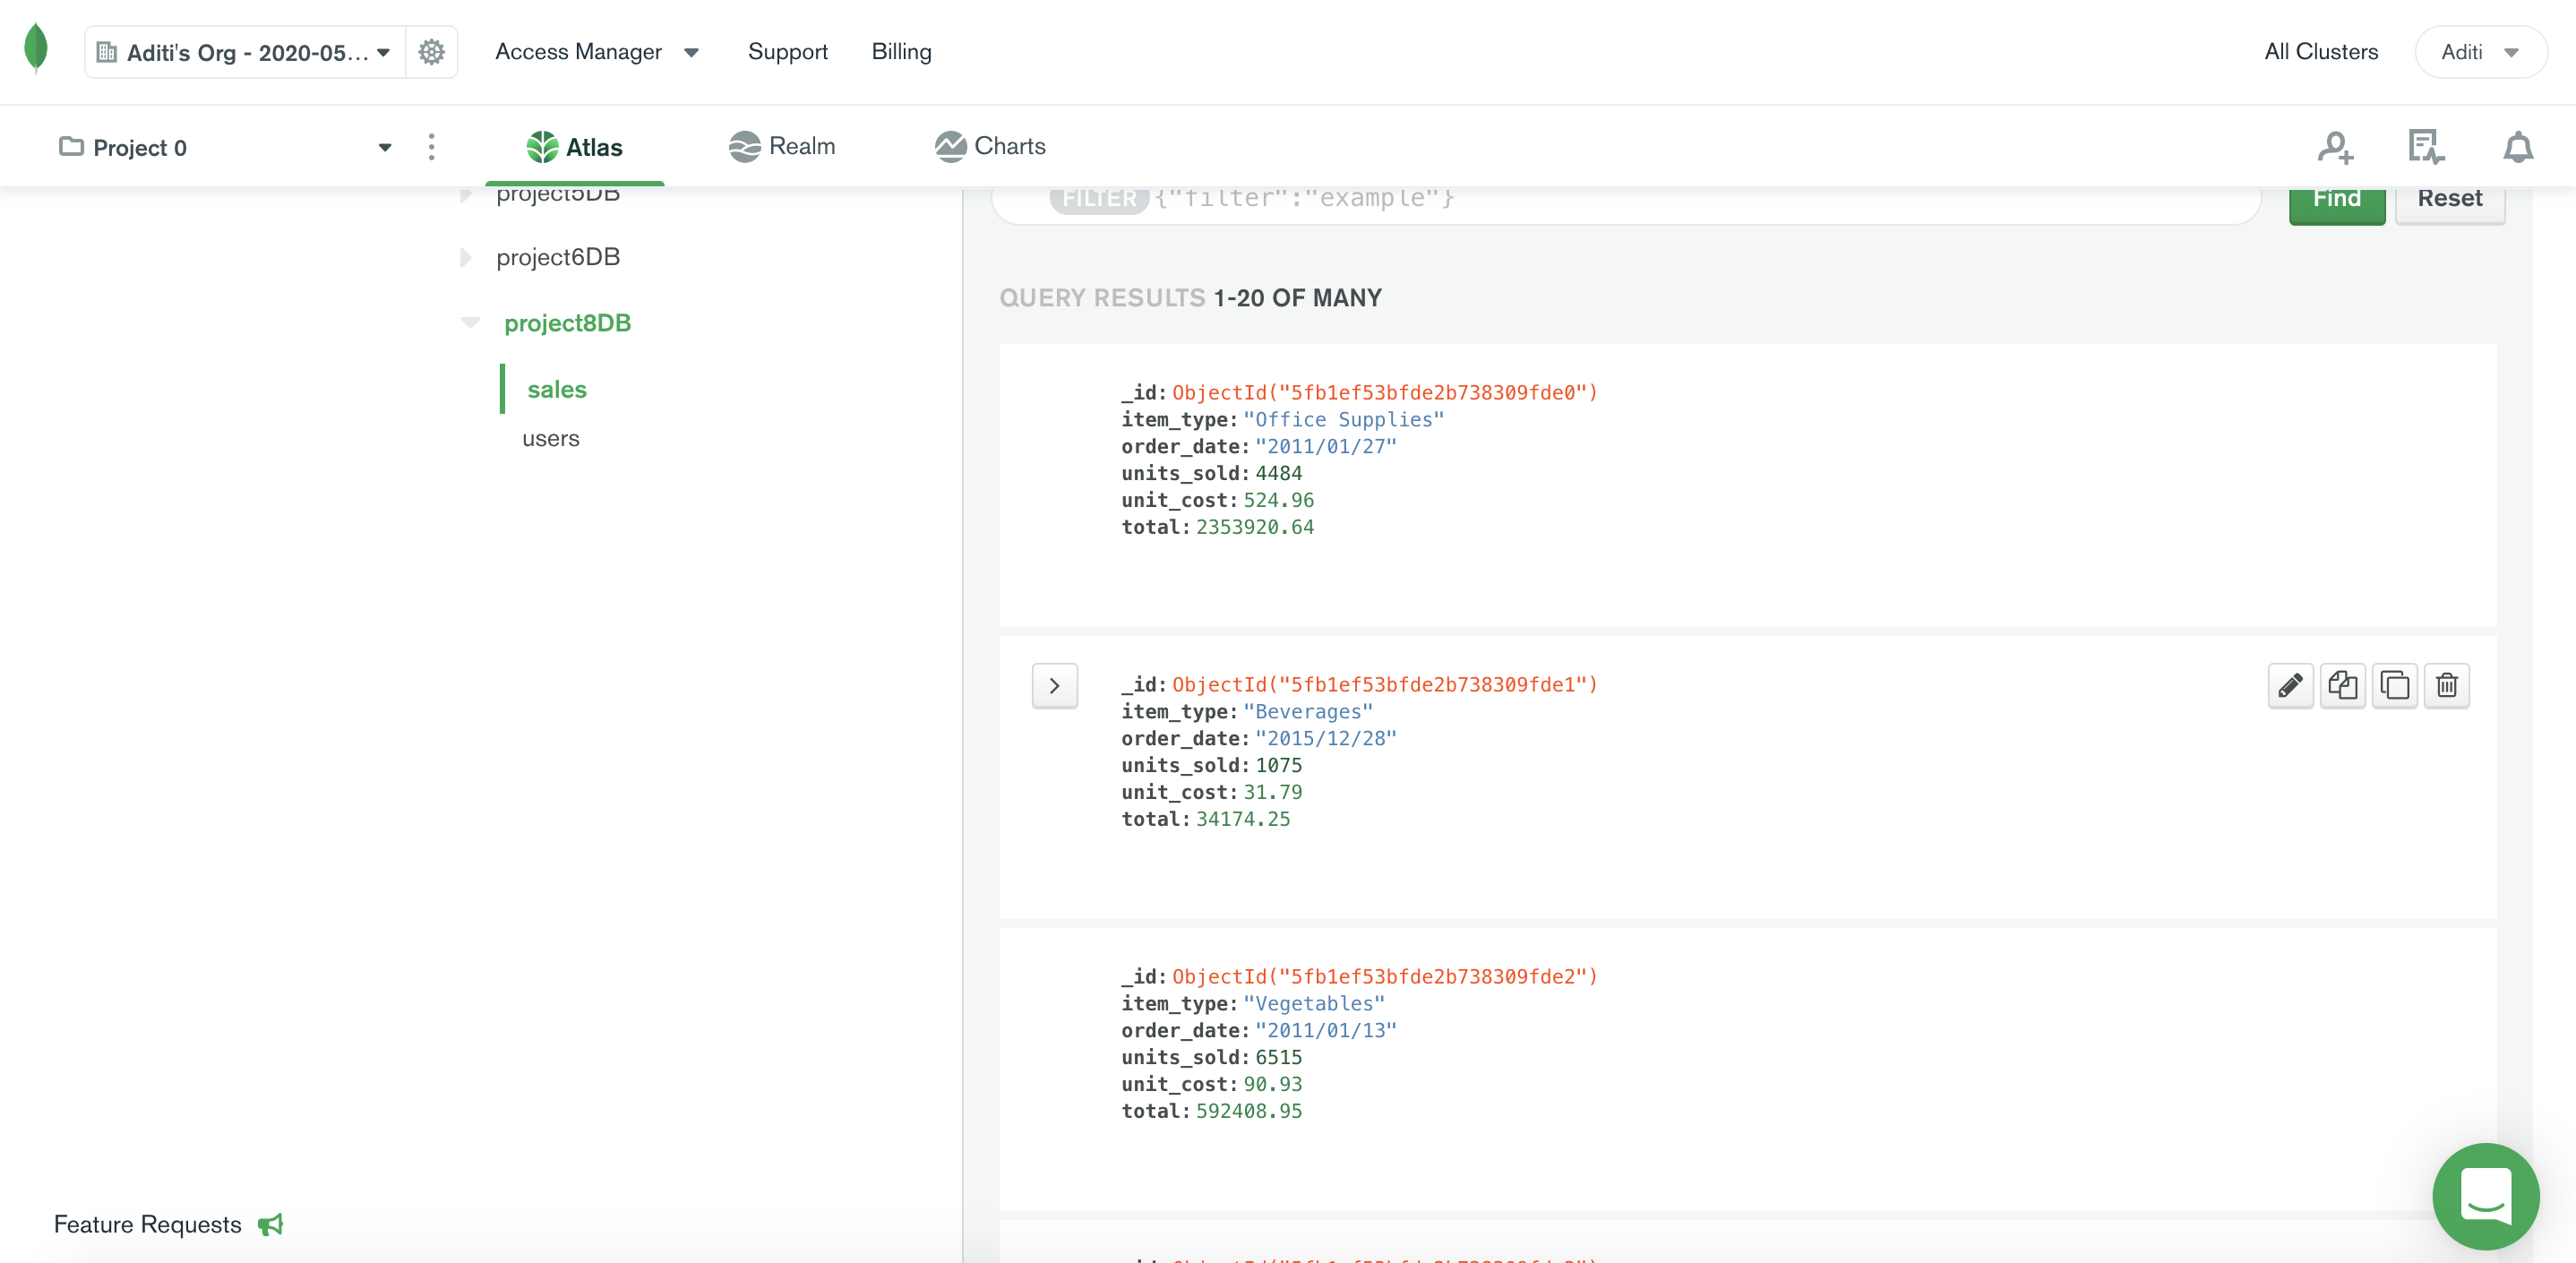 Aditi's Org - 2020-05...
Access Manager
Support
Billing
All Clusters
Aditi
Project 0
Atlas
Realm
Charts
project5DB
project6DB
project8DB
sales
users
Feature Requests
FILTER {"filter":"example"}
Find
Reset
QUERY RESULTS 1-20 OF MANY
_id: ObjectId("5fb1ef53bfde2b738309fde0")
item_type: "Office Supplies"
order_date: "2011/01/27"
units_sold: 4484
unit_cost: 524.96
total: 2353920.64
_id: ObjectId("5fb1ef53bfde2b738309fde1")
item_type: "Beverages"
order_date: "2015/12/28"
units_sold: 1075
unit_cost: 31.79
total: 34174.25
_id: ObjectId("5fb1ef53bfde2b738309fde2")
item_type: "Vegetables"
order_date: "2011/01/13"
units_sold: 6515
unit_cost: 90.93
total: 592408.95